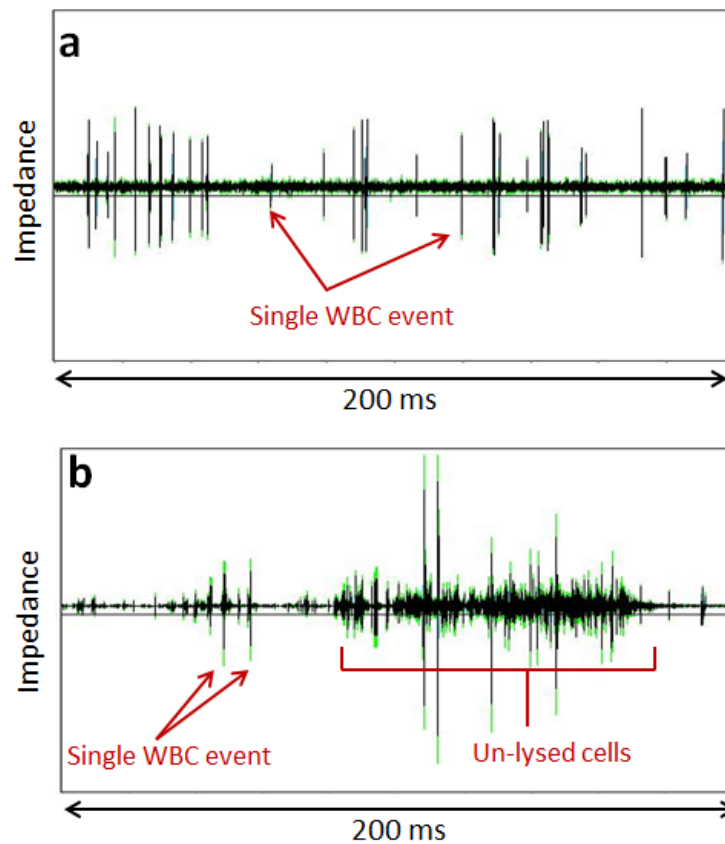 a
Impedance
Single WBC event
200 ms
b
Impedance
Single WBC event
Un-lysed cells
200 ms